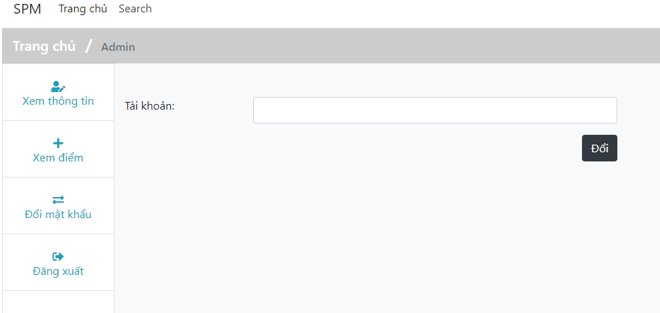 SPM Trang chủ Search
Trang chủ / Admin
Xem thông tin
Tài khoản:
Xem điểm
Đổi
Đổi mật khẩu
Đăng xuất